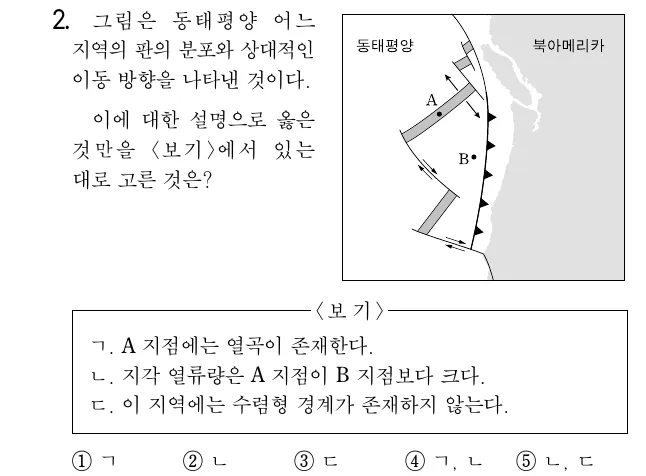 2. 그림은 동태평양 어느
지역의 판의 분포와 상대적인
이동 방향을 나타낸 것이다.
이에 대한 설명으로 옳은
것만을 <보기>에서 있는
대로 고른 것은?
동태평양 북아메리카
A
B
<보 기>
ㄱ. A 지점에는 열곡이 존재한다.
ㄴ. 지각 열류량은 A 지점이 B 지점보다 크다.
ㄷ. 이 지역에는 수렴형 경계가 존재하지 않는다.
① ㄱ ② ㄴ ③ ㄷ ④ ㄱ, ㄴ ⑤ ㄴ, ㄷ